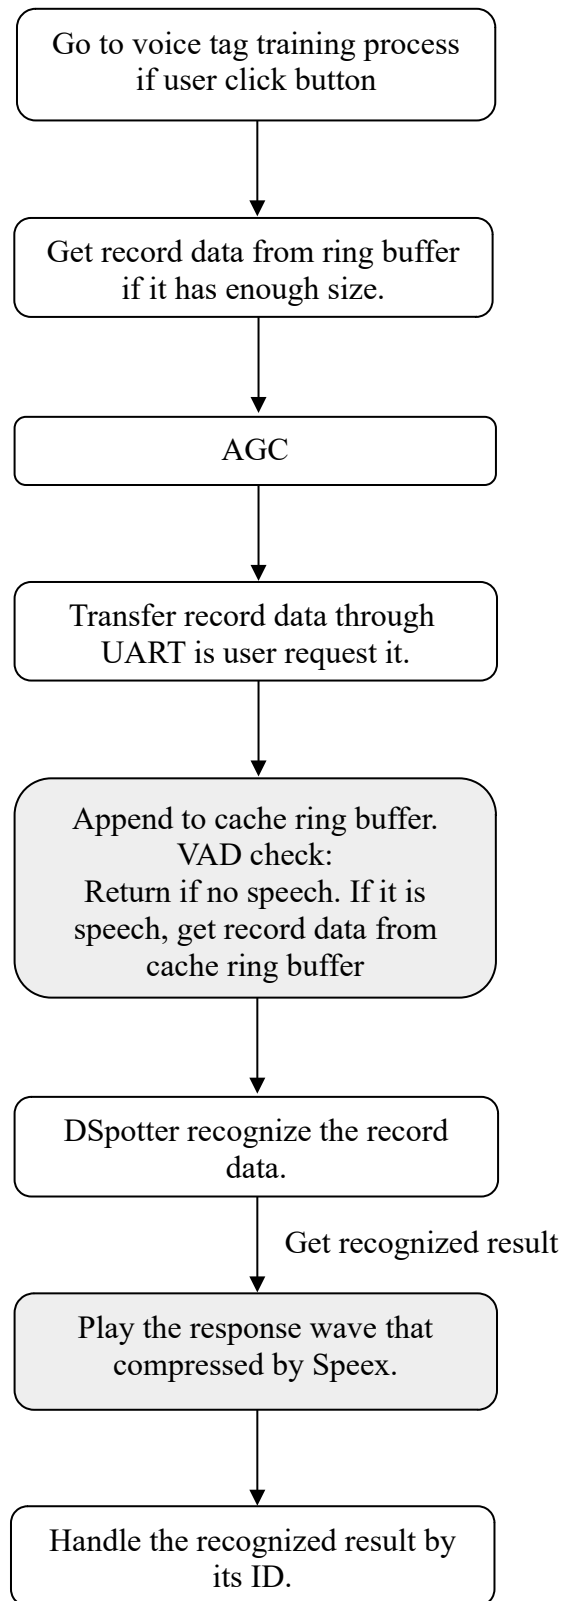 Go to voice tag training process
if user click button
Get record data from ring buffer
if it has enough size.
AGC
Transfer record data through
UART is user request it.
Append to cache ring buffer.
VAD check:
Return if no speech. If it is
speech, get record data from
cache ring buffer
DSpotter recognize the record
data.
Get recognized result
Play the response wave that
compressed by Speex.
Handle the recognized result by
its ID.